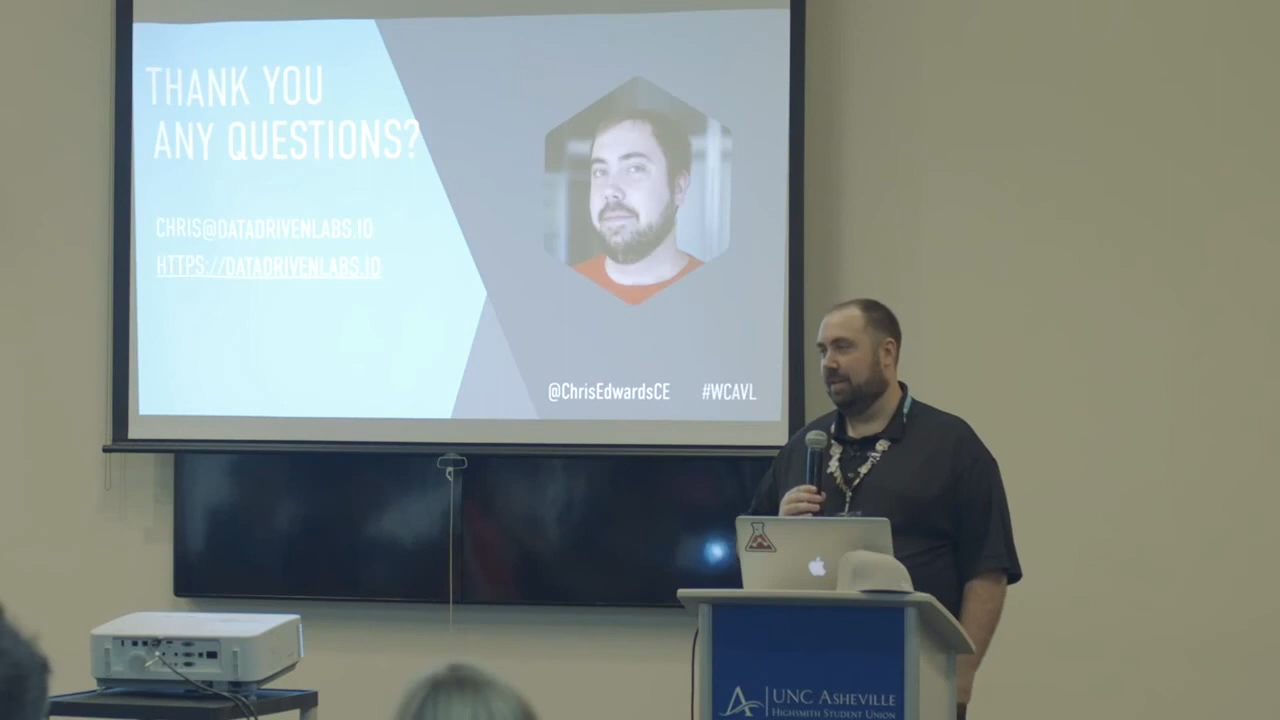 THANK YOU
ANY QUESTIONS?
CHRIS@DATADRIVENLABS.IO
HTTPS://DATADRIVENLABS.IO
@ChrisEdwardsCE #WCAVL
UNC ASHEVILLE
HIGHSMITH STUDENT UNION